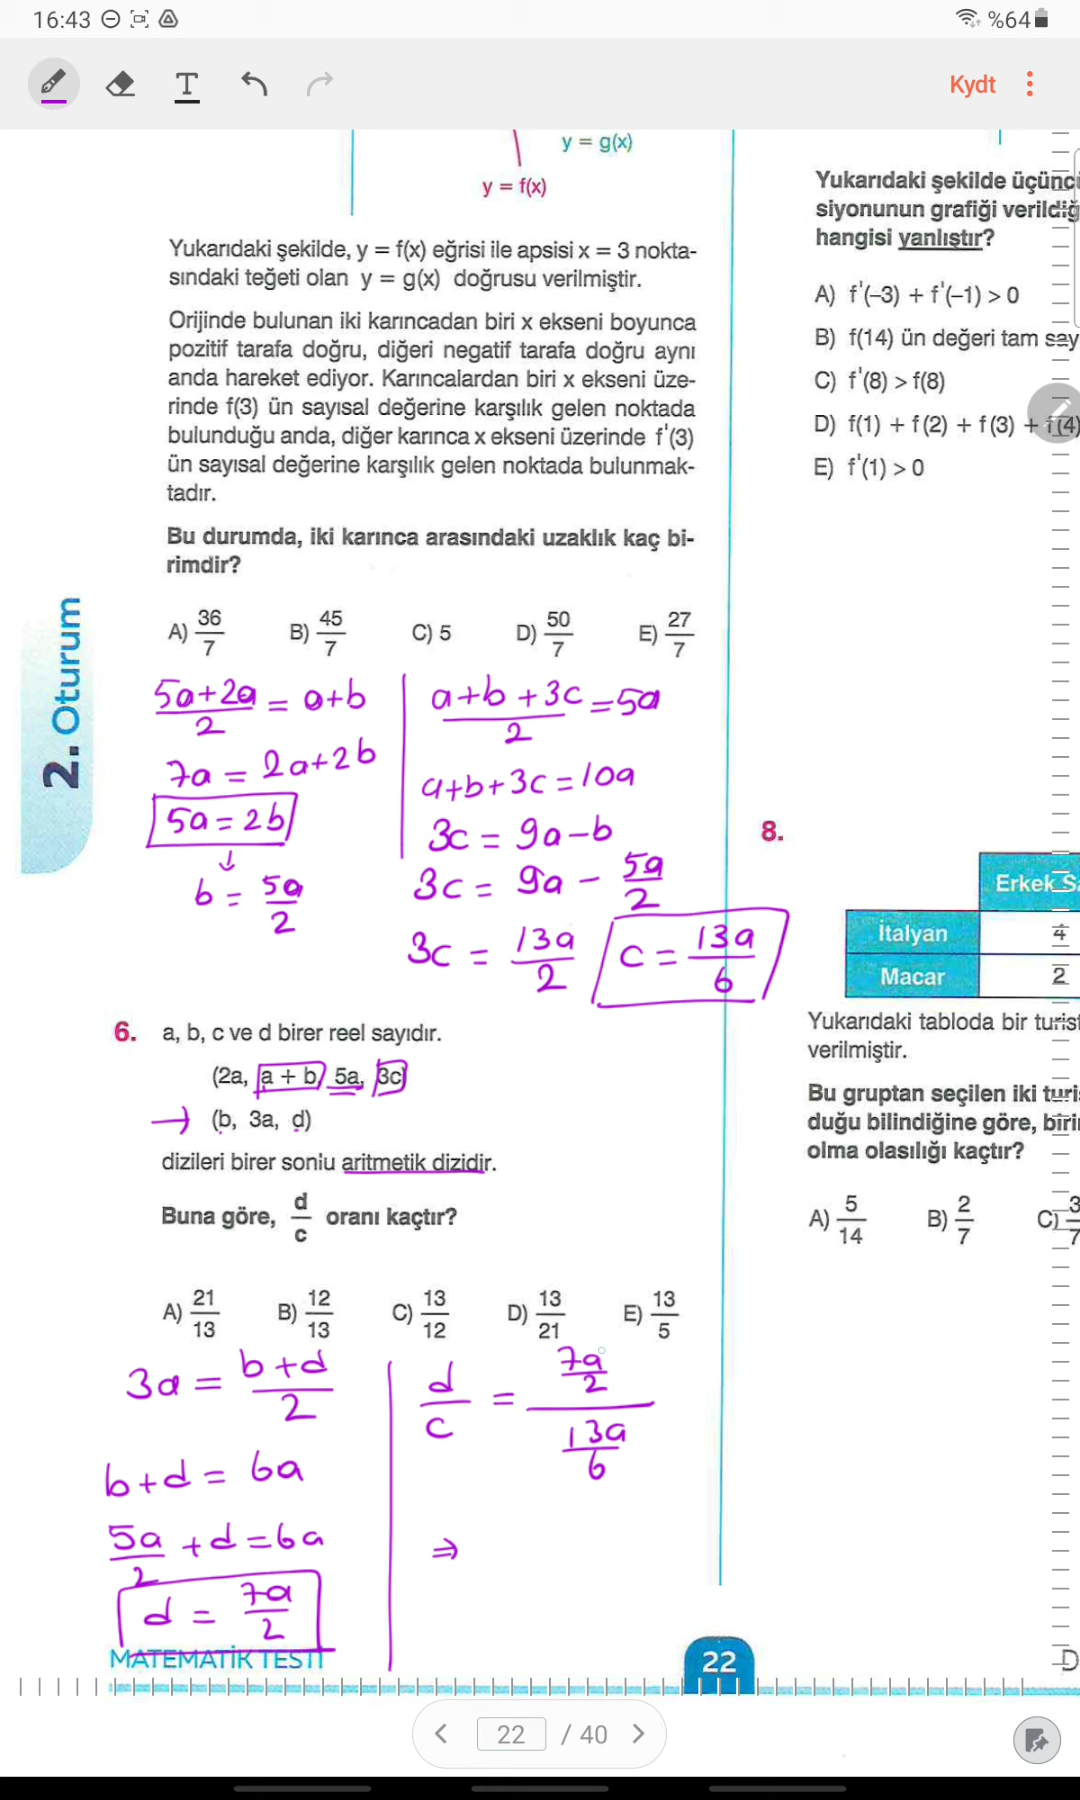 16:43
%64
T
Kydt
y = g(x)
y = f(x)
Yukarıdaki şekilde, y = f(x) eğrisi ile apsisi x = 3 nokta-
sındaki teğeti olan y = g(x) doğrusu verilmiştir.
Orijinde bulunan iki karıncadan biri x ekseni boyunca
pozitif tarafa doğru, diğeri negatif tarafa doğru aynı
anda hareket ediyor. Karıncalardan biri x ekseni üze-
rinde f(3) ün sayısal değerine karşılık gelen noktada
bulunduğu anda, diğer karınca x ekseni üzerinde f'(3)
ün sayısal değerine karşılık gelen noktada bulunmak-
tadır.
Bu durumda, iki karınca arasındaki uzaklık kaç bi-
rimdir?
A) 36/7 B) 45/7 C) 5 D) 50/7 E) 27/7
5a+2a/2 = a+b
7a = 2a+2b
5a = 2b
↓
b = 5a/2
a+b+3c/2 = 5a
a+b+3c = 10a
3c = 9a-b
3c = 9a - 5a/2
3c = 13a/2
c = 13a/6
2. Oturum
6. a, b, c ve d birer reel sayıdır.
(2a, a + b, 5a, 3c)
→ (b, 3a, d)
dizileri birer sonlu aritmetik dizidir.
Buna göre, d/c oranı kaçtır?
A) 21/13 B) 12/13 C) 13/12 D) 13/21 E) 13/5
3a = b+d/2
b+d = 6a
5a/2 + d = 6a
d = 7a/2
d/c = 7a/2 / 13a/6
⇒
MATEMATİK TESTİ
22
Yukarıdaki şekilde üçünc
siyonunun grafiği verildiğ
hangisi yanlıştır?
A) f'(–3) + f'(–1) > 0
B) f(14) ün değeri tam say
C) f'(8) > f(8)
D) f(1) + f(2) + f(3) + f(4)
E) f'(1) > 0
8.
Erkek Sa
İtalyan 4
Macar 2
Yukarıdaki tabloda bir turist
verilmiştir.
Bu gruptan seçilen iki turi
duğu bilindiğine göre, biri
olma olasılığı kaçtır?
A) 5/14 B) 2/7 C) 3/7
D
22 / 40